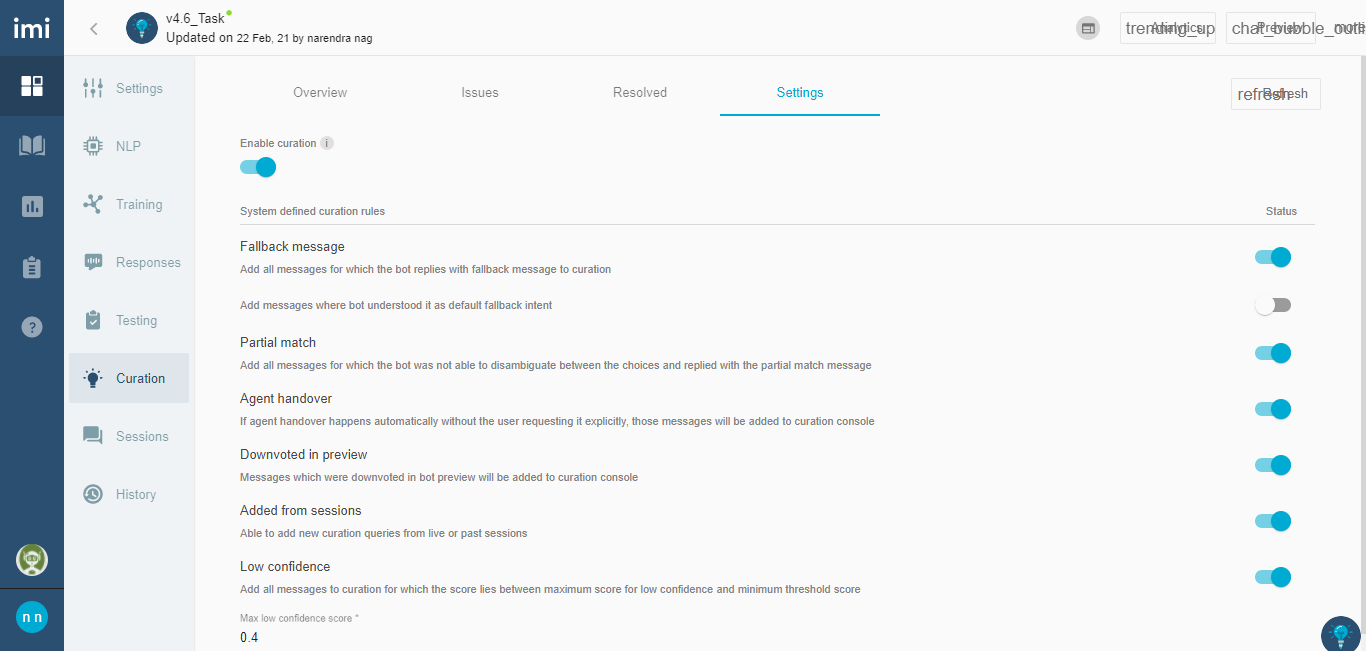 imi
v4.6_Task
Updated on 22 Feb, 21 by narendra nag
trending_up Analytics
chat_bubble_outline Preview
more
Settings
NLP
Training
Responses
Testing
Curation
Sessions
History
n n
Overview Issues Resolved Settings
refresh Refresh
Enable curation i
System defined curation rules Status
Fallback message
Add all messages for which the bot replies with fallback message to curation
Add messages where bot understood it as default fallback intent
Partial match
Add all messages for which the bot was not able to disambiguate between the choices and replied with the partial match message
Agent handover
If agent handover happens automatically without the user requesting it explicitly, those messages will be added to curation console
Downvoted in preview
Messages which were downvoted in bot preview will be added to curation console
Added from sessions
Able to add new curation queries from live or past sessions
Low confidence
Add all messages to curation for which the score lies between maximum score for low confidence and minimum threshold score
Max low confidence score *
0.4